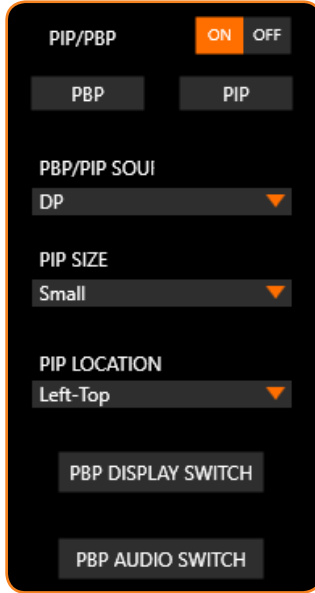 PIP/PBP ON OFF
PBP PIP
PBP/PIP SOUI
DP
PIP SIZE
Small
PIP LOCATION
Left-Top
PBP DISPLAY SWITCH
PBP AUDIO SWITCH